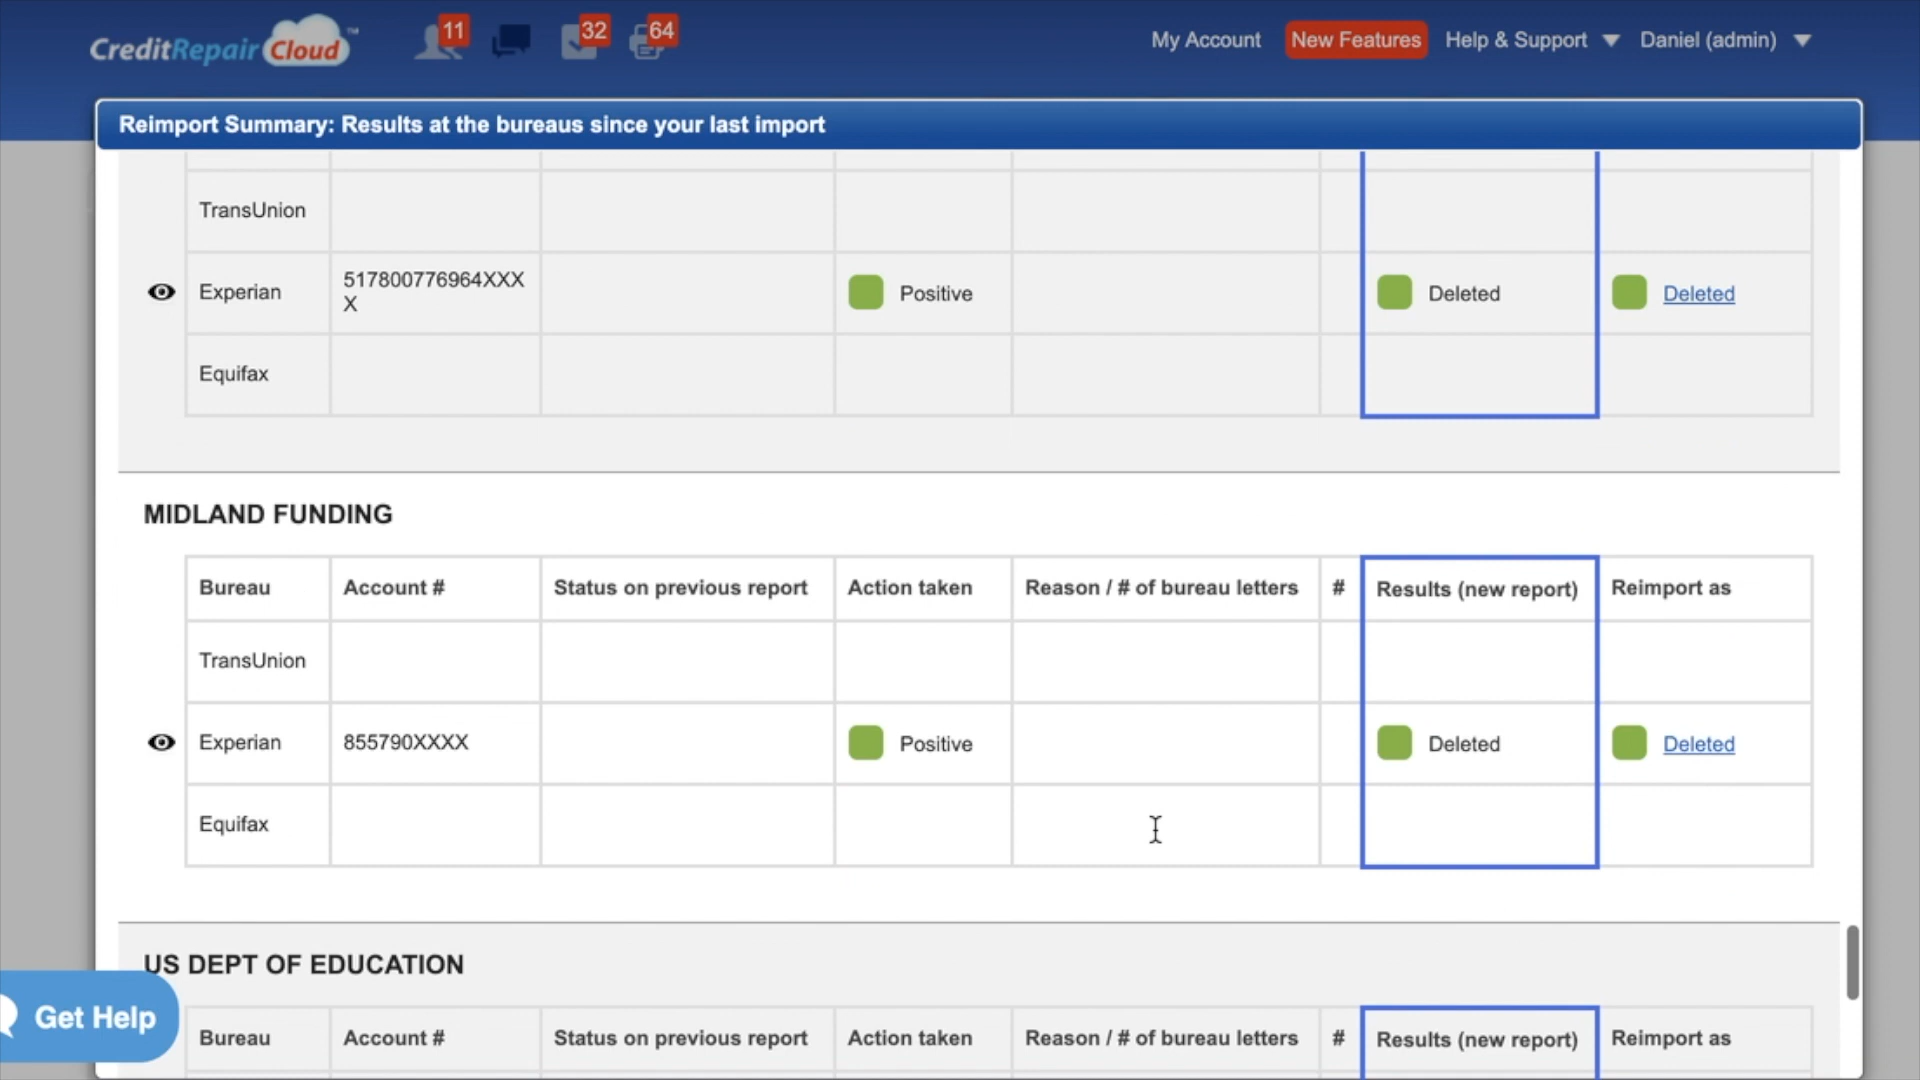 CreditRepair Cloud™
11
32
64
My Account
New Features
Help & Support
Daniel (admin)
Reimport Summary: Results at the bureaus since your last import
TransUnion
Experian
517800776964XXX
X
Positive
Deleted
Deleted
Equifax
MIDLAND FUNDING
Bureau
Account #
Status on previous report
Action taken
Reason / # of bureau letters
#
Results (new report)
Reimport as
TransUnion
Experian
855790XXXX
Positive
Deleted
Deleted
Equifax
US DEPT OF EDUCATION
Get Help
Bureau
Account #
Status on previous report
Action taken
Reason / # of bureau letters
#
Results (new report)
Reimport as